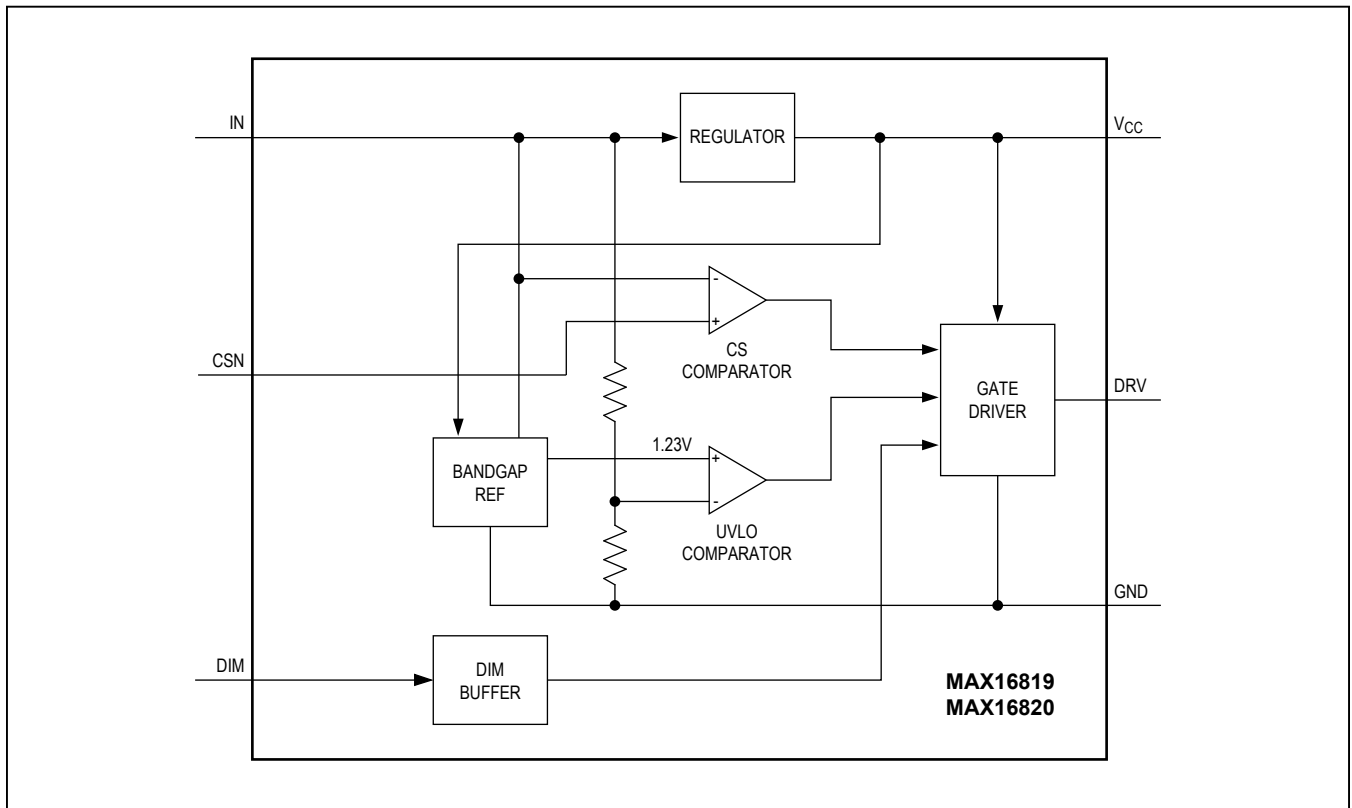 IN
REGULATOR
VCC
-
+
CS
COMPARATOR
CSN
GATE
DRIVER
DRV
1.23V
BANDGAP
REF
+
-
UVLO
COMPARATOR
GND
DIM
DIM
BUFFER
MAX16819
MAX16820